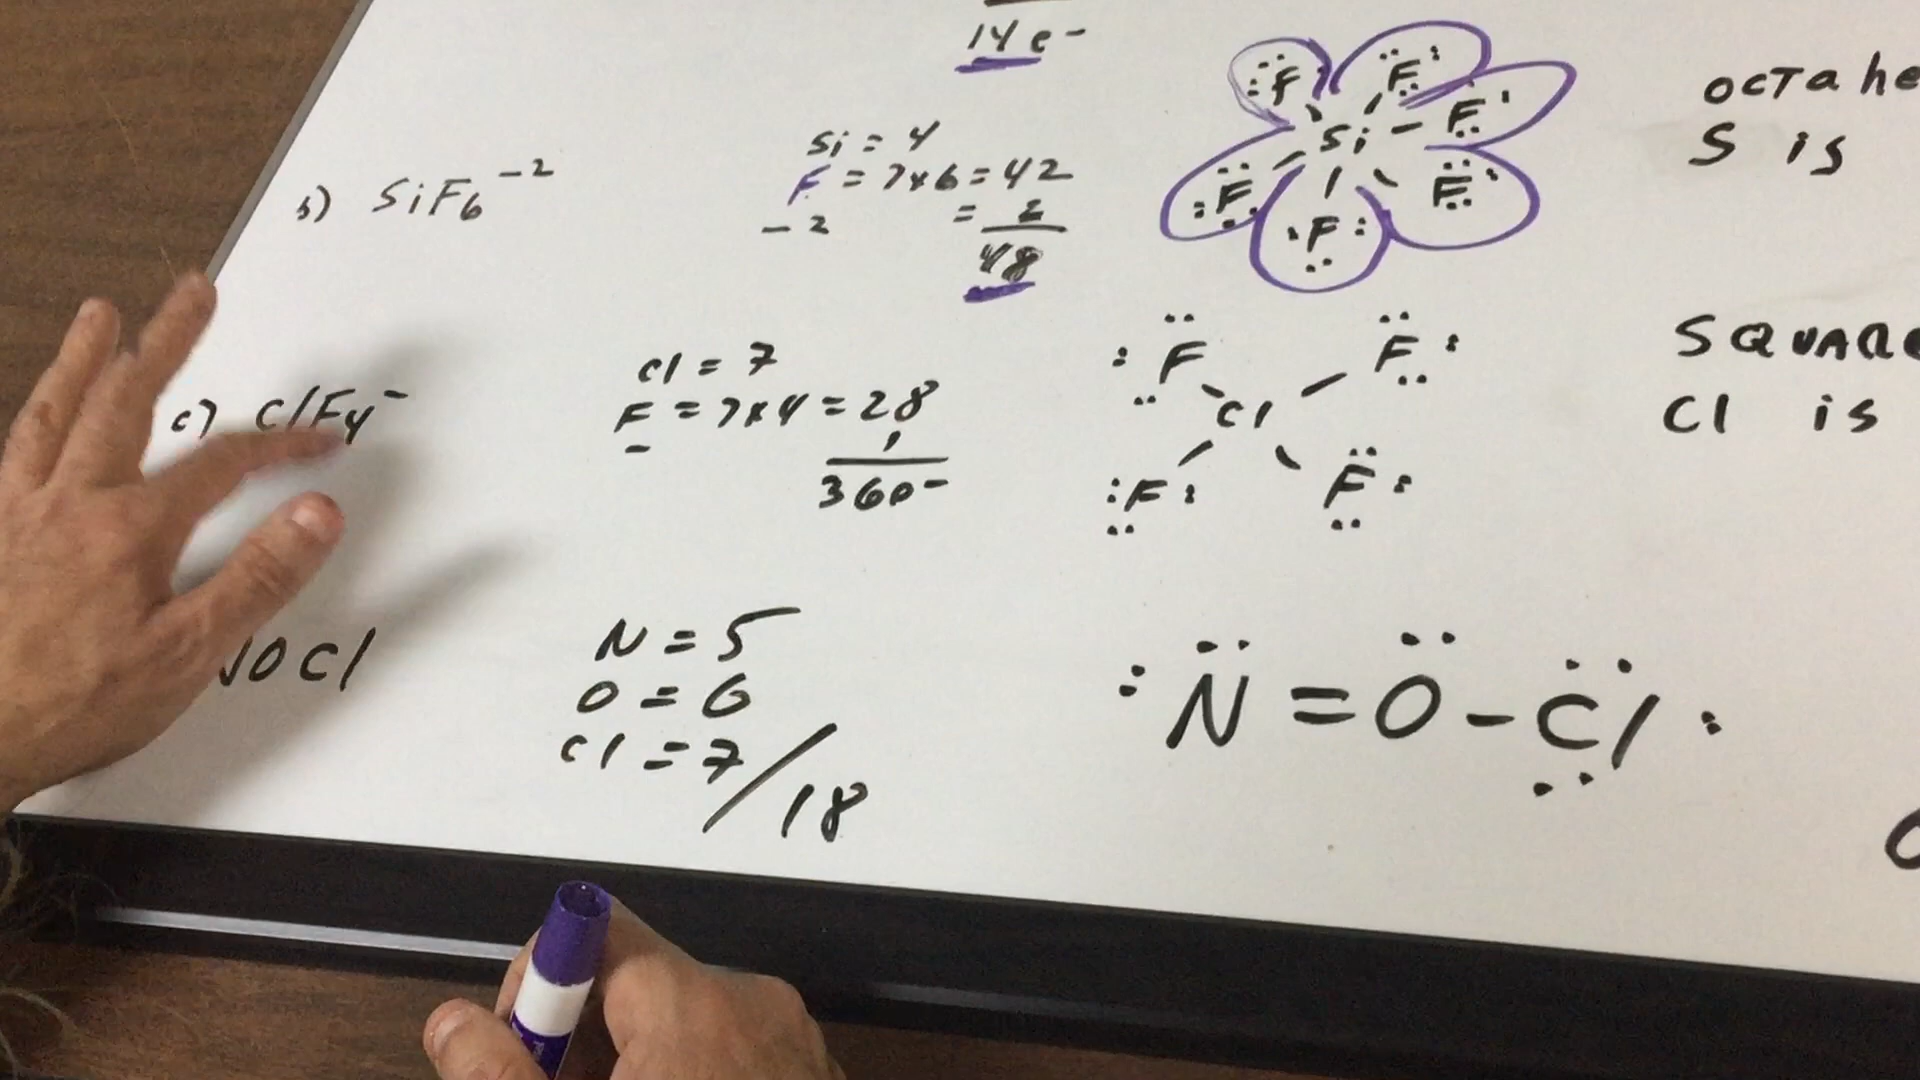 14 e-
b) SiF6 -2
Si = 4
F = 7x6 = 42
-2 = 2
48
F F
F
Si
F F
F
OCTAhe
S is
c) ClF4 -
Cl = 7
F = 7x4 = 28
- 1
36e-
F F
Cl
F F
SQUARE
Cl is
NOCl
N = 5
O = 6
Cl = 7 / 18
:N = O - Cl: